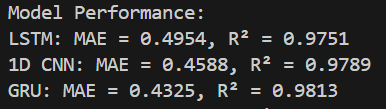 Model Performance:
LSTM: MAE = 0.4954, R² = 0.9751
1D CNN: MAE = 0.4588, R² = 0.9789
GRU: MAE = 0.4325, R² = 0.9813